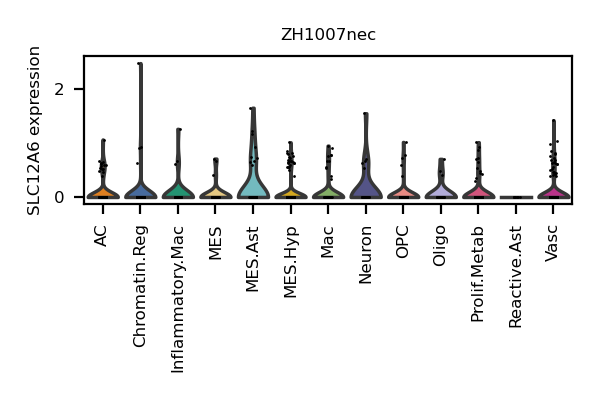 ZH1007nec
SLC12A6 expression
2
0
AC
Chromatin.Reg
Inflammatory.Mac
MES
MES.Ast
MES.Hyp
Mac
Neuron
OPC
Oligo
Prolif.Metab
Reactive.Ast
Vasc